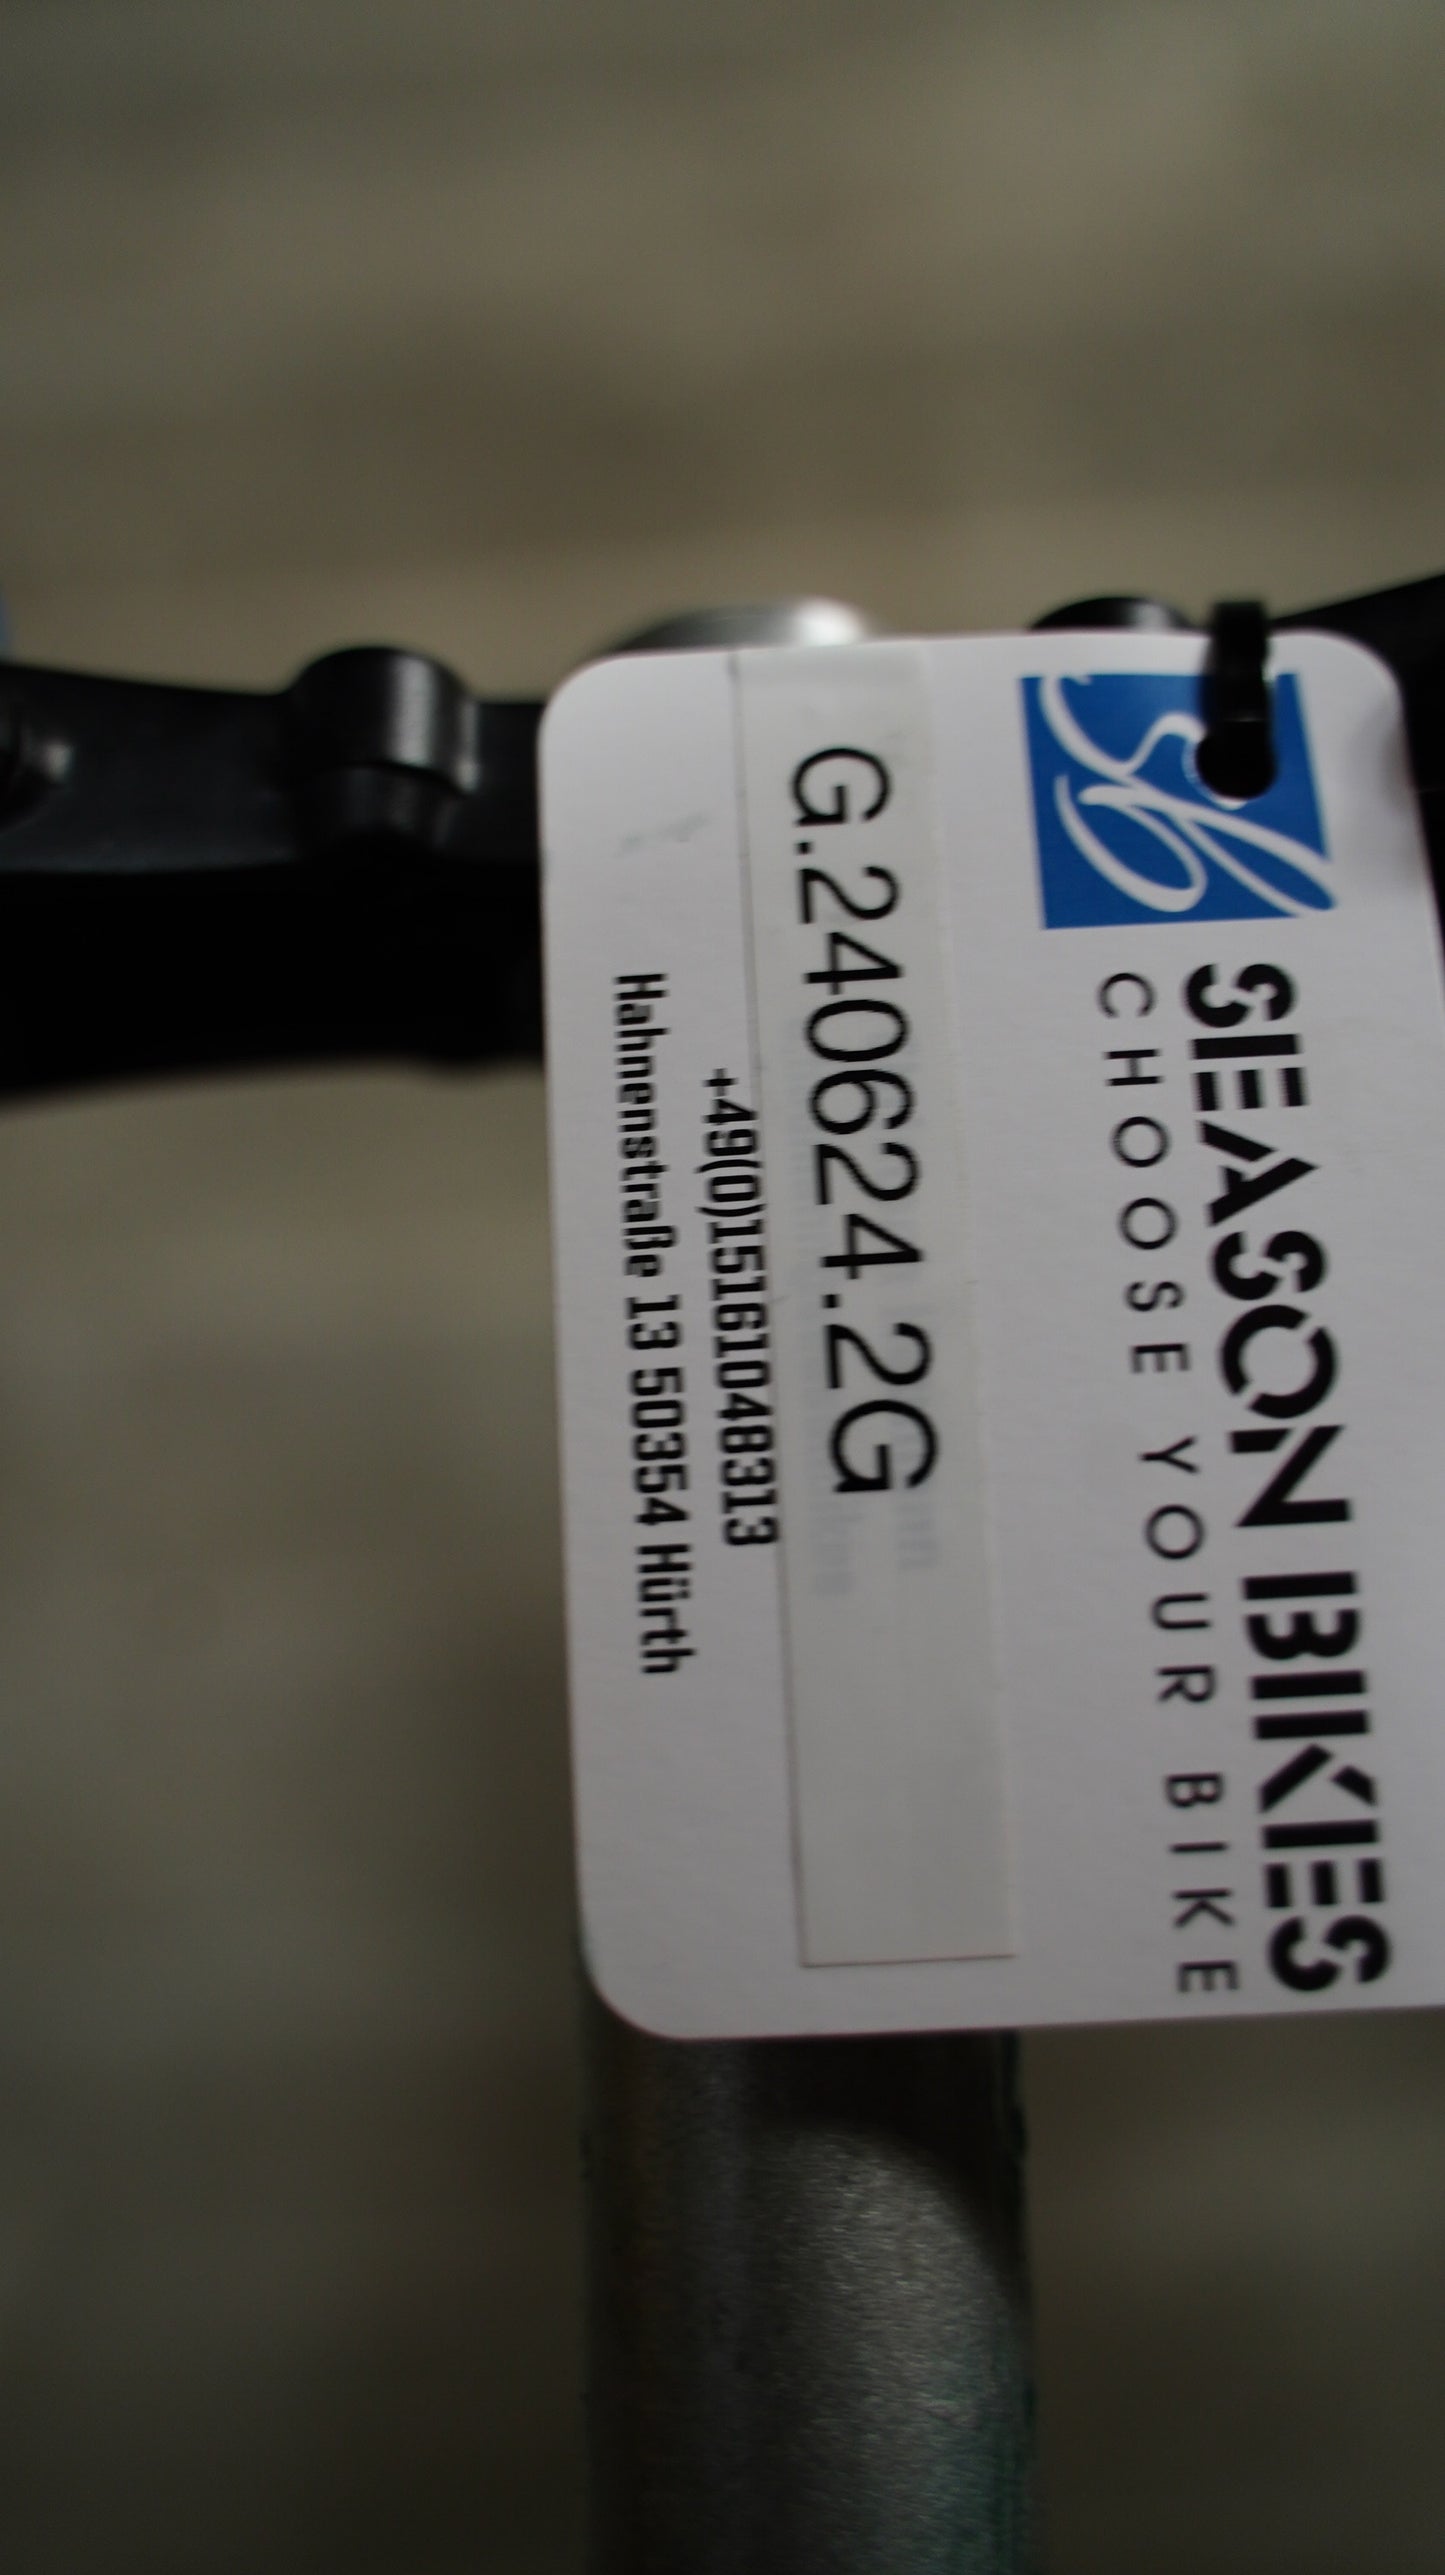 SEASON BIKES
CHOOSE YOUR BIKE
G.240624.2G
+49(0)15161048313
Hahnenstraße 13 50354 Hürth